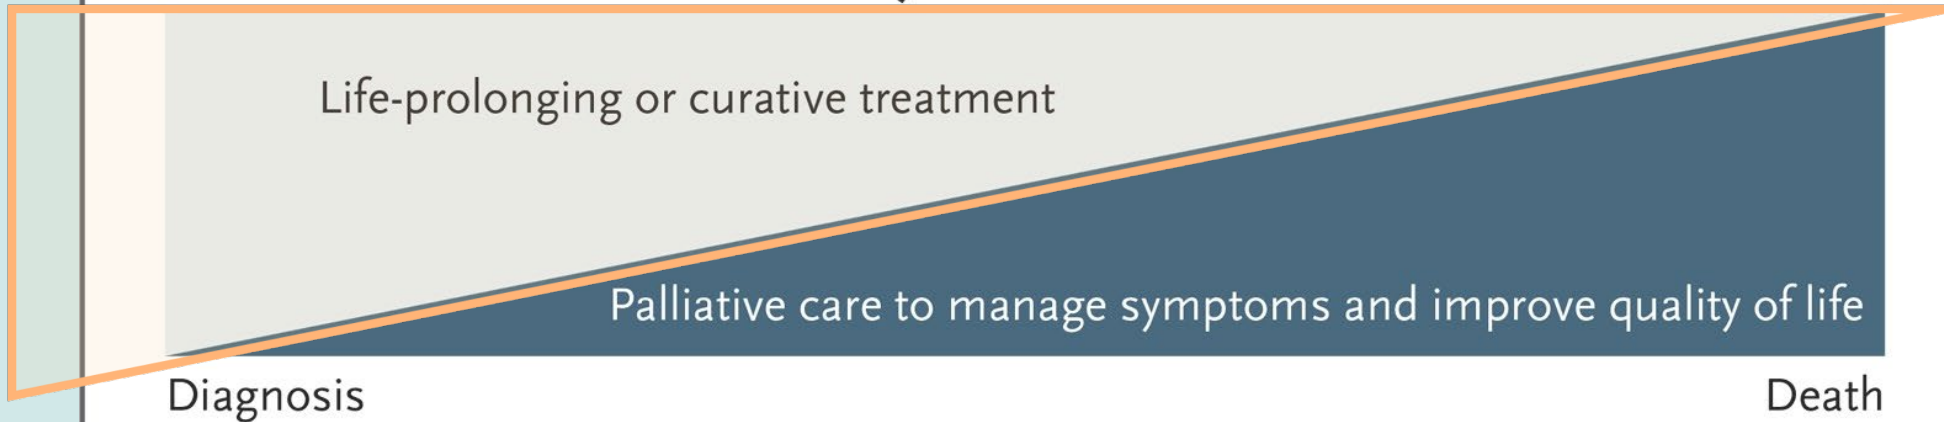 Life-prolonging or curative treatment
Palliative care to manage symptoms and improve quality of life
Diagnosis
Death